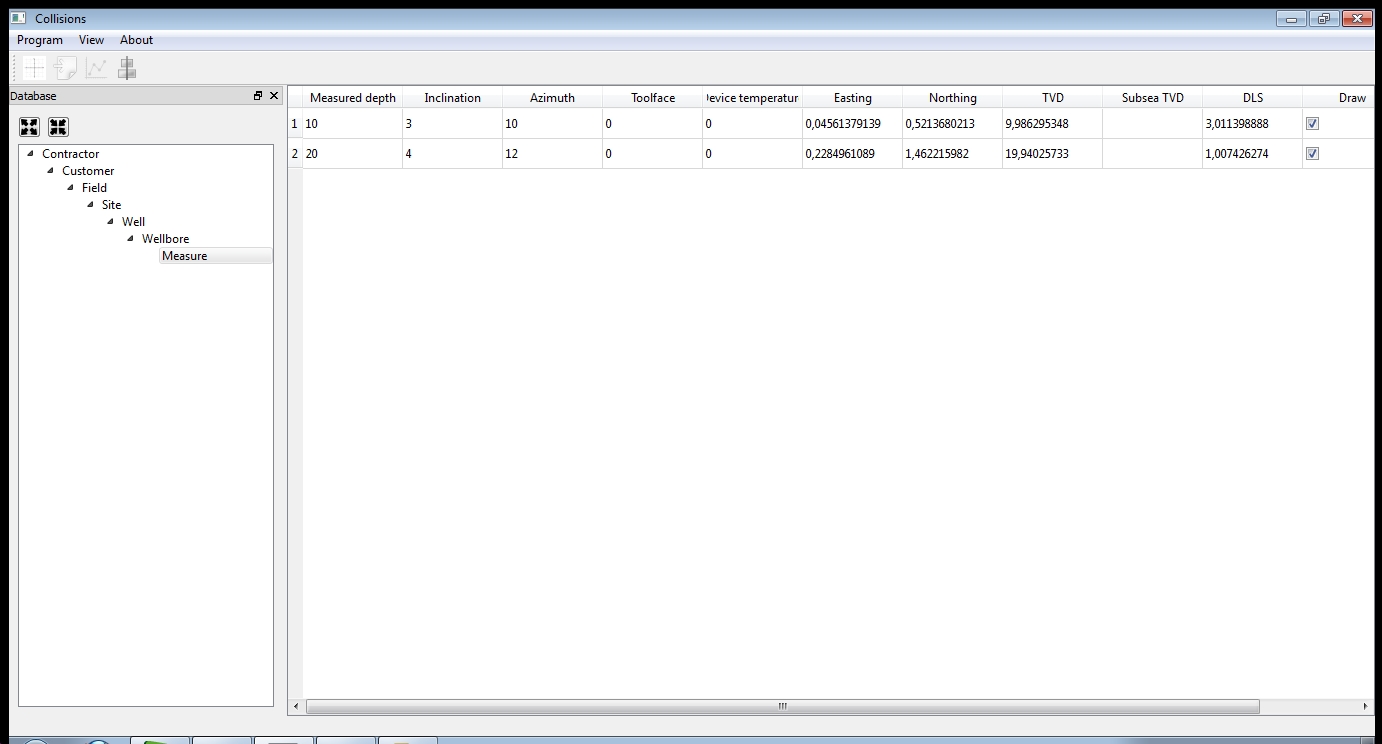 Collisions
Program View About
Database
Measured depth Inclination Azimuth Toolface evice temperatur Easting Northing TVD Subsea TVD DLS Draw
1 10 3 10 0 0 0,04561379139 0,5213680213 9,986295348 3,011398888
2 20 4 12 0 0 0,2284961089 1,462215982 19,94025733 1,007426274
Contractor
Customer
Field
Site
Well
Wellbore
Measure